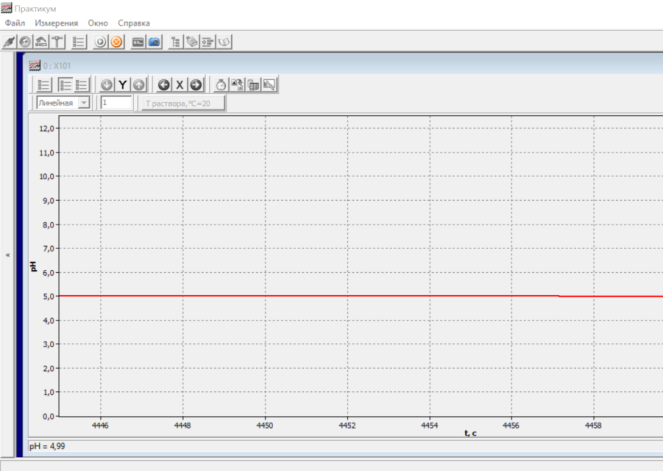 Практикум
Файл Измерения Окно Справка
0 : X101
Y X
Линейная 1 Т раствора, °С=20
12,0
11,0
10,0
9,0
8,0
7,0
6,0
5,0
4,0
3,0
2,0
1,0
0,0
pH
4446 4448 4450 4452 4454 4456 4458
t, c
pH = 4,99